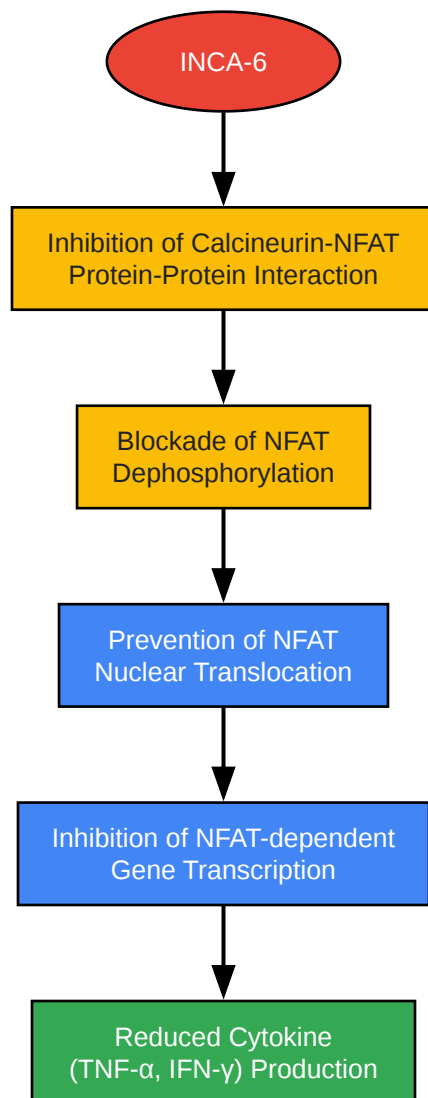 INCA-6
Inhibition of Calcineurin-NFAT
Protein-Protein Interaction
Blockade of NFAT
Dephosphorylation
Prevention of NFAT
Nuclear Translocation
Inhibition of NFAT-dependent
Gene Transcription
Reduced Cytokine
(TNF-α, IFN-γ) Production